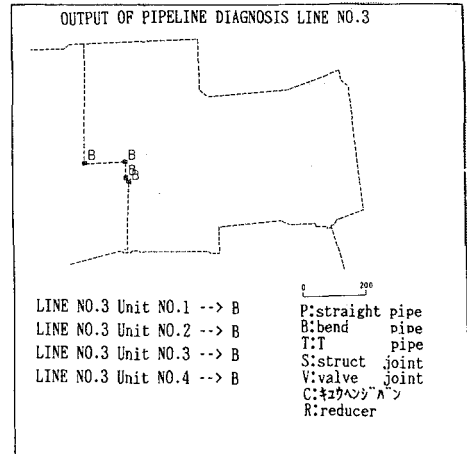 OUTPUT OF PIPELINE DIAGNOSIS LINE NO.3
B
B
B
B
0 200
LINE NO.3 Unit NO.1 --> B
LINE NO.3 Unit NO.2 --> B
LINE NO.3 Unit NO.3 --> B
LINE NO.3 Unit NO.4 --> B
P:straight pipe
B:bend pipe
T:T pipe
S:struct joint
V:valve joint
C:ｷｭｳﾍﾝｼﾞﾊﾞﾝ
R:reducer